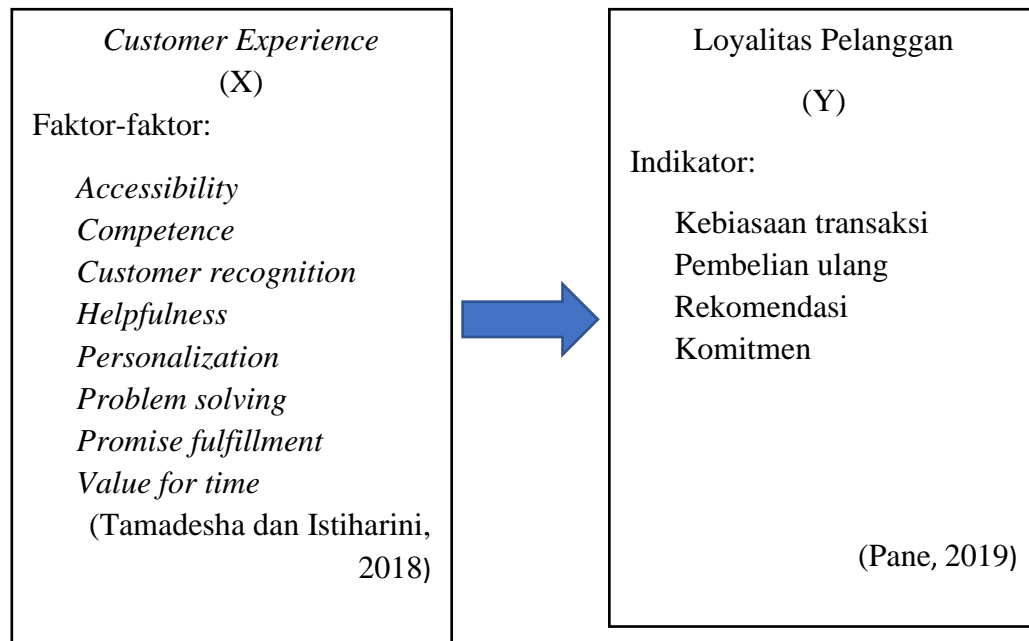 Customer Experience
(X)
Faktor-faktor:
Accessibility
Competence
Customer recognition
Helpfulness
Personalization
Problem solving
Promise fulfillment
Value for time
(Tamadesha dan Istiharini,
2018)
Loyalitas Pelanggan
(Y)
Indikator:
Kebiasaan transaksi
Pembelian ulang
Rekomendasi
Komitmen
(Pane, 2019)